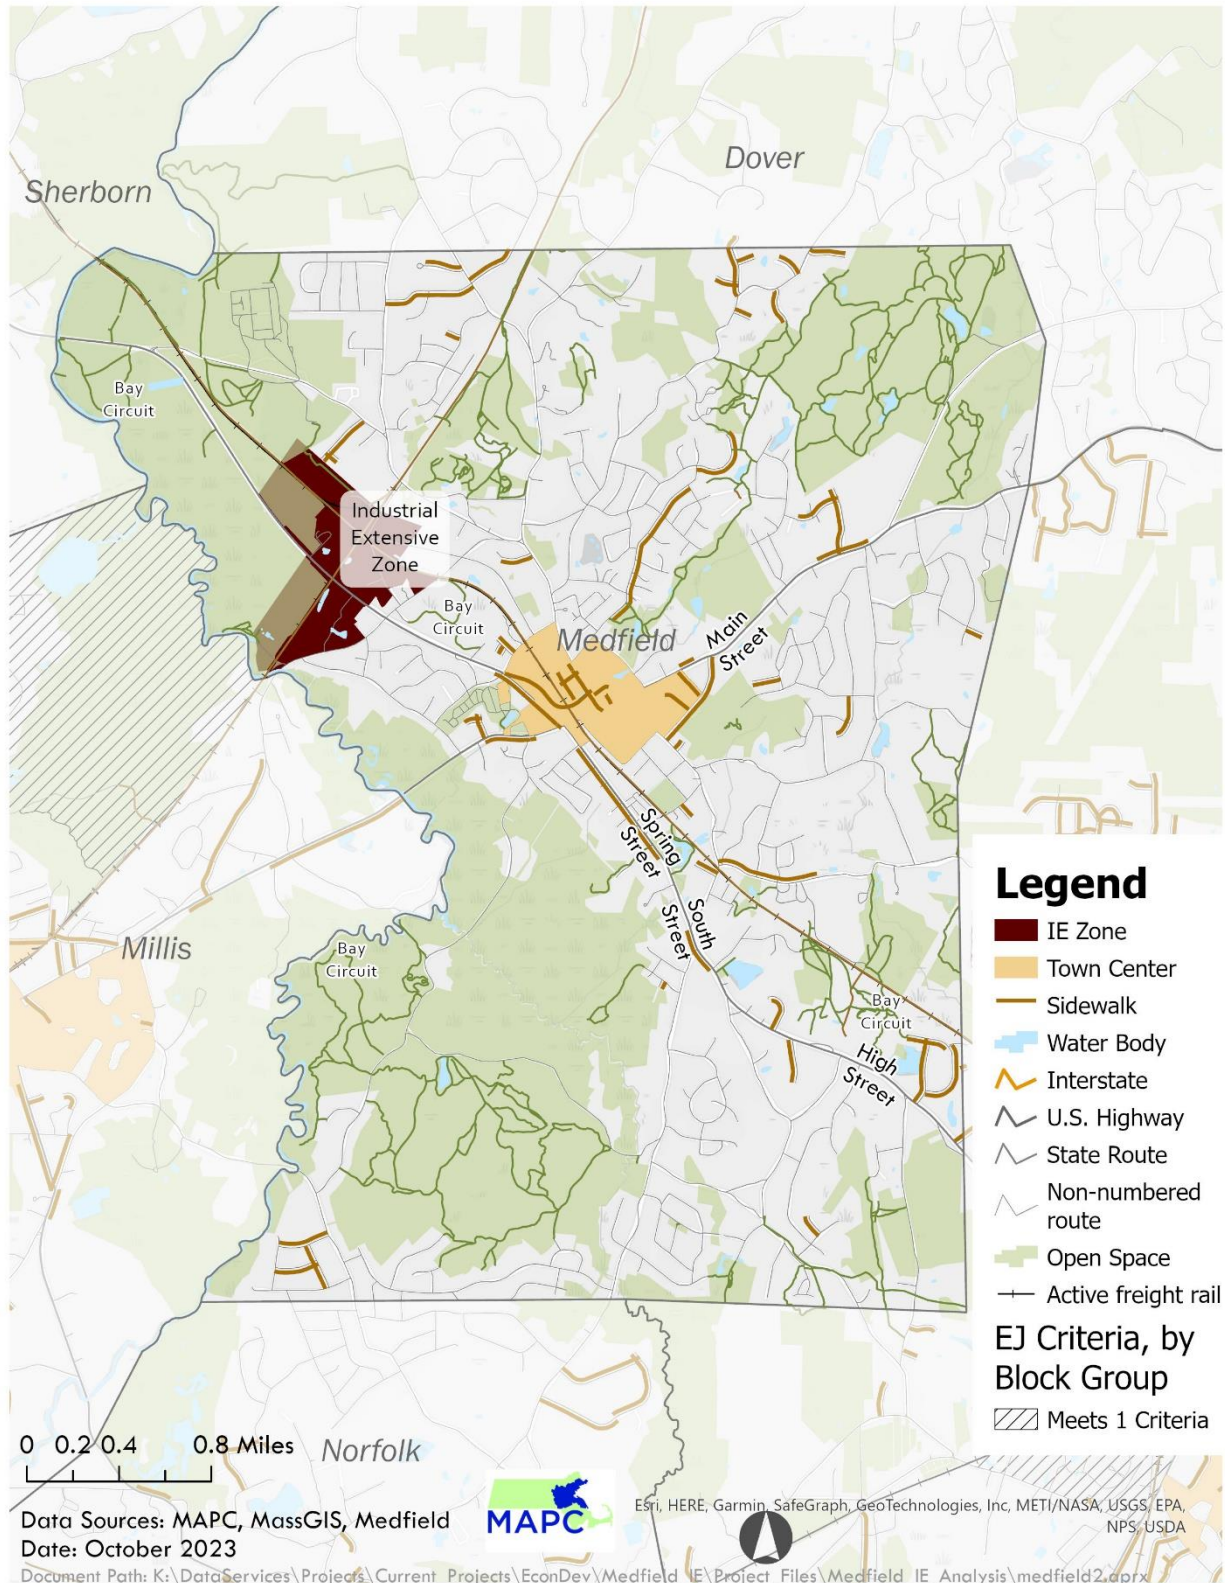 Dover
Sherborn
Bay
Circuit
Industrial
Extensive
Zone
Bay
Circuit
Medfield
Main
Street
Spring
Street
South
Street
Millis
Bay
Circuit
Bay
Circuit
High
Street
Legend
IE Zone
Town Center
Sidewalk
Water Body
Interstate
U.S. Highway
State Route
Non-numbered
route
Open Space
Active freight rail
EJ Criteria, by
Block Group
Meets 1 Criteria
0 0.2 0.4 0.8 Miles
Norfolk
Data Sources: MAPC, MassGIS, Medfield
Date: October 2023
MAPC
Esri, HERE, Garmin, SafeGraph, GeoTechnologies, Inc, METI/NASA, USGS, EPA,
NPS, USDA
Document Path: K:\DataServices\Projects\Current_Projects\EconDev\Medfield_IE\Project_Files\Medfield_IE_Analysis\medfield2.aprx